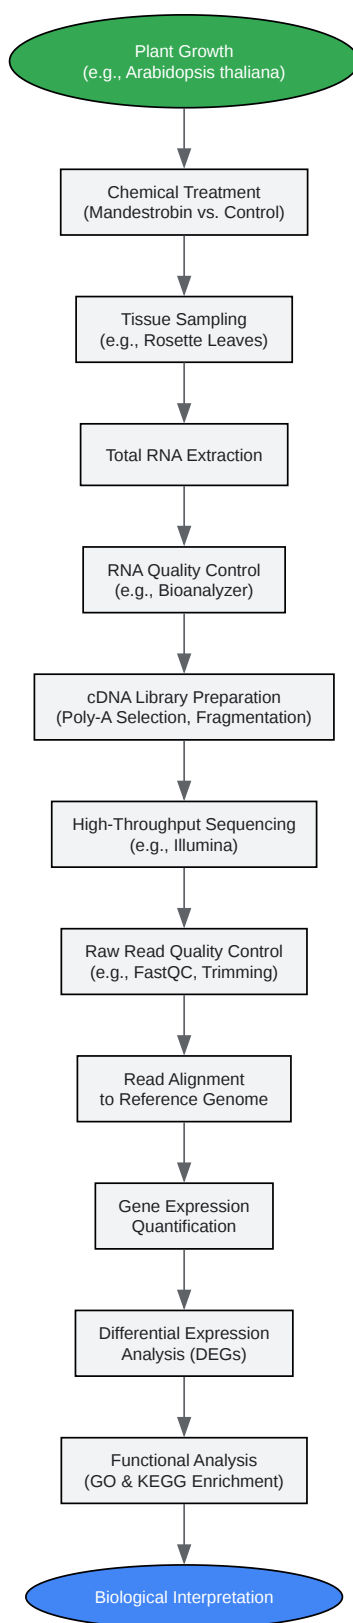 Plant Growth
(e.g., Arabidopsis thaliana)
Chemical Treatment
(Mandestrobin vs. Control)
Tissue Sampling
(e.g., Rosette Leaves)
Total RNA Extraction
RNA Quality Control
(e.g., Bioanalyzer)
cDNA Library Preparation
(Poly-A Selection, Fragmentation)
High-Throughput Sequencing
(e.g., Illumina)
Raw Read Quality Control
(e.g., FastQC, Trimming)
Read Alignment
to Reference Genome
Gene Expression
Quantification
Differential Expression
Analysis (DEGs)
Functional Analysis
(GO & KEGG Enrichment)
Biological Interpretation